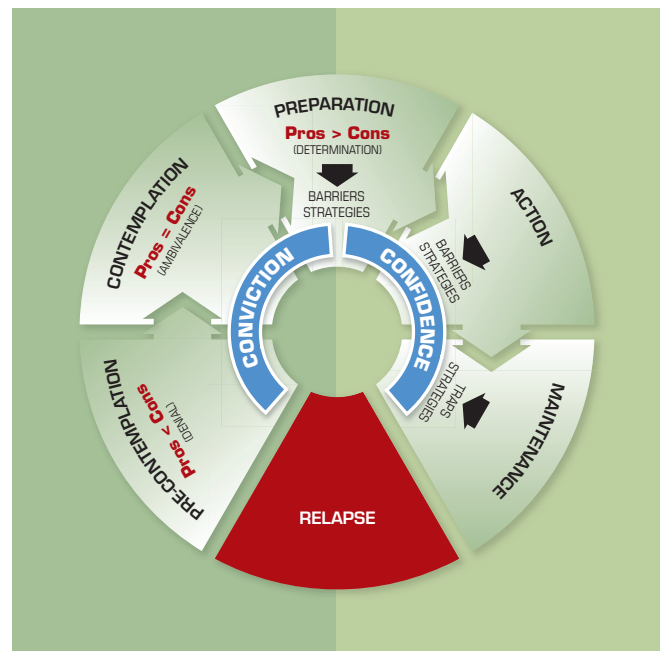 PREPARATION
Pros > Cons
(DETERMINATION)
BARRIERS
STRATEGIES
CONTEMPLATION
Pros = Cons
(AMBIVALENCE)
ACTION
BARRIERS
STRATEGIES
CONVICTION
CONFIDENCE
PRE-CONTEMPLATION
Pros < Cons
(DENIAL)
TRAPS
STRATEGIES
MAINTENANCE
RELAPSE